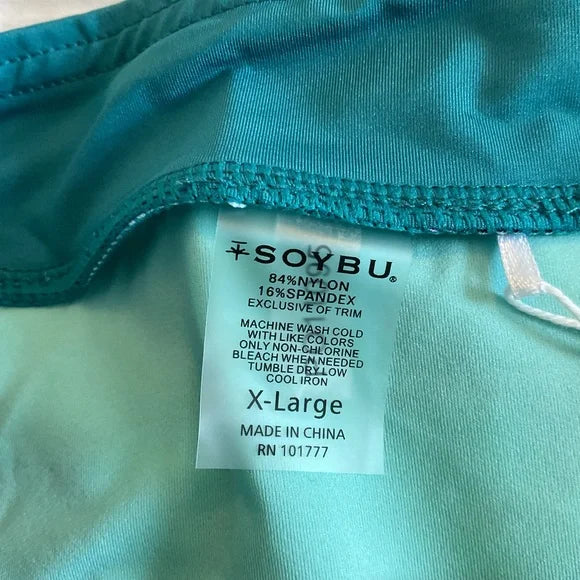 SOYBU®
84%NYLON
16%SPANDEX
EXCLUSIVE OF TRIM
MACHINE WASH COLD
WITH LIKE COLORS
ONLY NON-CHLORINE
BLEACH WHEN NEEDED
TUMBLE DRY LOW
COOL IRON
X-Large
MADE IN CHINA
RN 101777